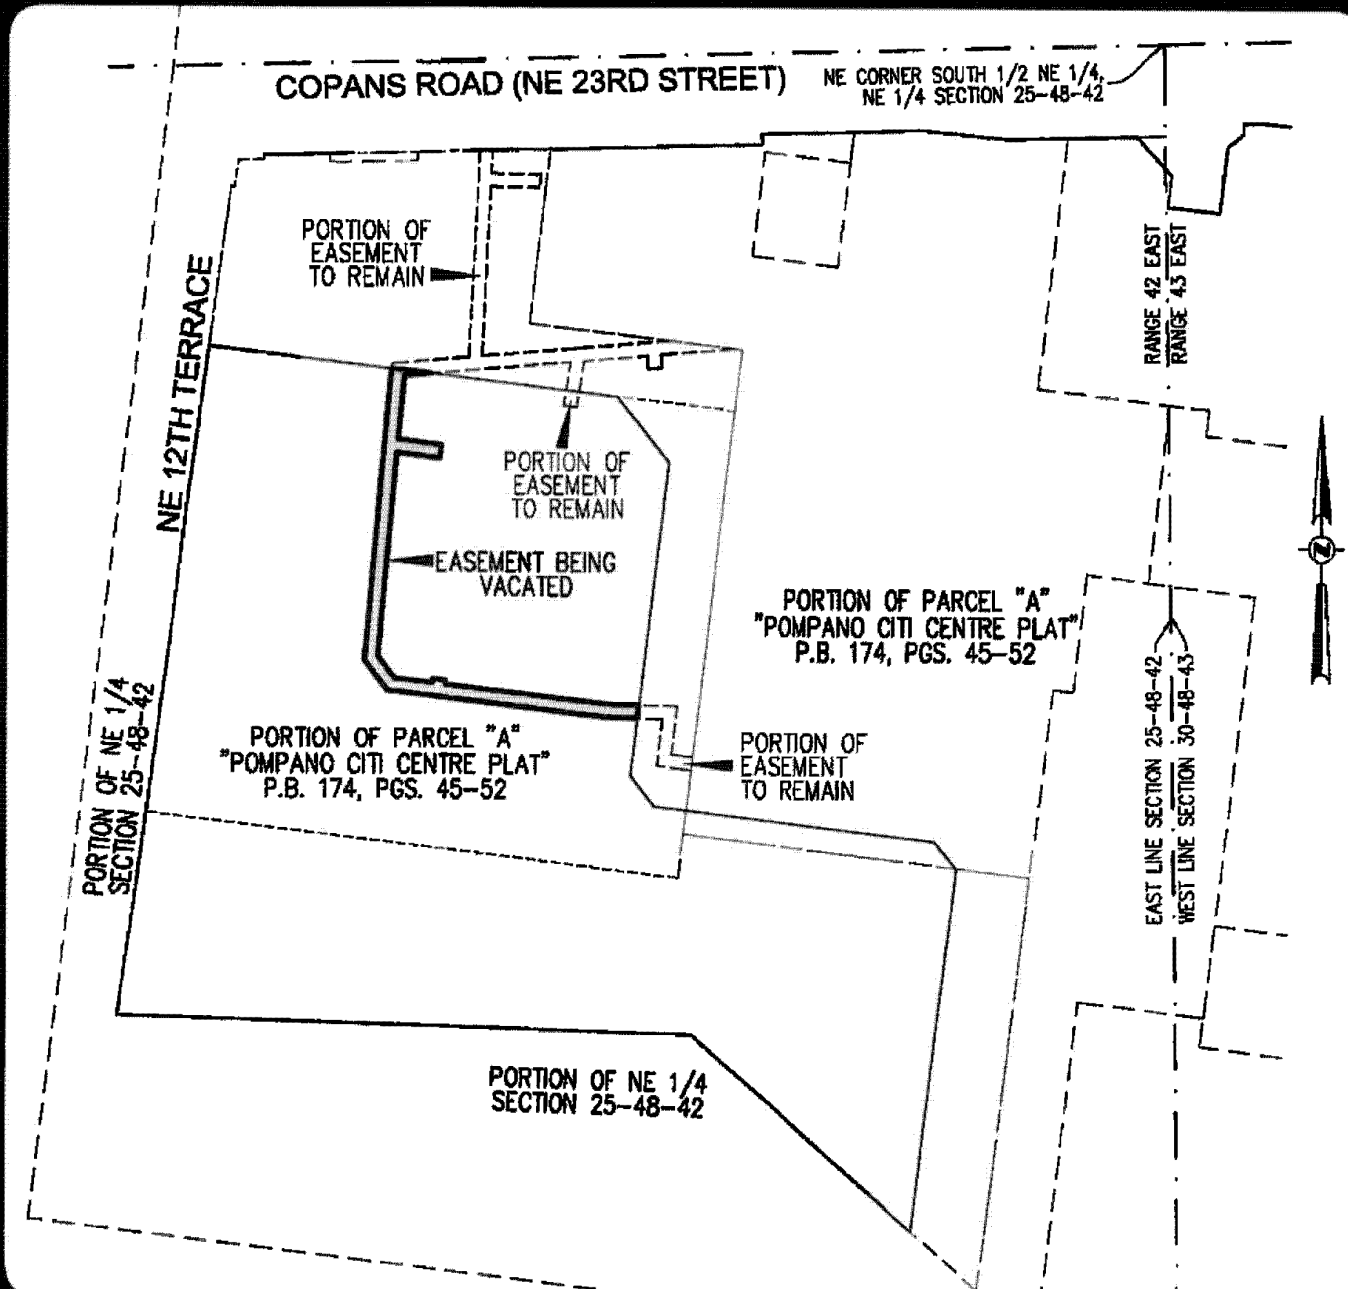 COPANS ROAD (NE 23RD STREET)
NE CORNER SOUTH 1/2 NE 1/4,
NE 1/4 SECTION 25-48-42
PORTION OF
EASEMENT
TO REMAIN
NE 12TH TERRACE
RANGE 42 EAST
RANGE 43 EAST
PORTION OF
EASEMENT
TO REMAIN
Z
EASEMENT BEING
VACATED
PORTION OF PARCEL "A"
"POMPANO CITI CENTRE PLAT"
P.B. 174, PGS. 45-52
PORTION OF NE 1/4
SECTION 25-48-42
PORTION OF PARCEL "A"
"POMPANO CITI CENTRE PLAT"
P.B. 174, PGS. 45-52
PORTION OF
EASEMENT
TO REMAIN
EAST LINE SECTION 25-48-42
WEST LINE SECTION 30-48-43
PORTION OF NE 1/4
SECTION 25-48-42